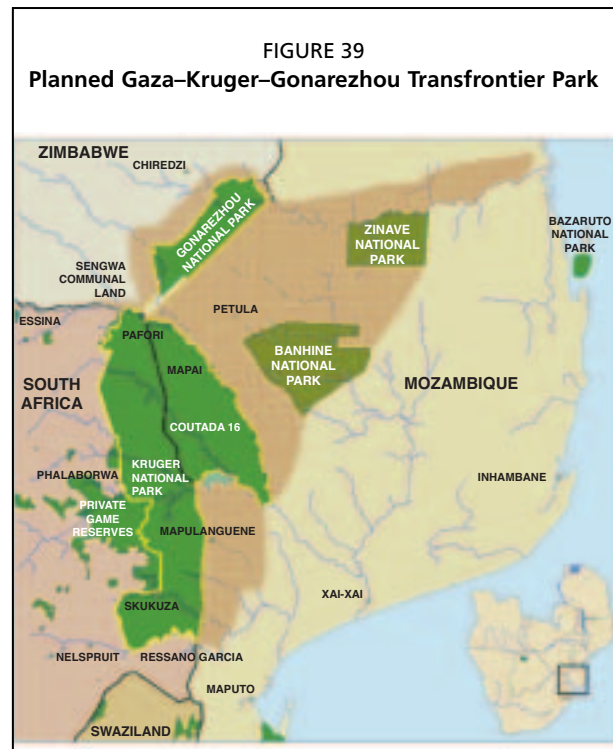 FIGURE 39
Planned Gaza–Kruger–Gonarezhou Transfrontier Park
ZIMBABWE
CHIREDZI
GONAREZHOU
NATIONAL PARK
ZINAVE
NATIONAL
PARK
BAZARUTO
NATIONAL
PARK
SENGWA
COMMUNAL
LAND
ESSINA
PETULA
PAFORI
MAPAI
BANHINE
NATIONAL
PARK
SOUTH
AFRICA
MOZAMBIQUE
COUTADA 16
PHALABORWA
KRUGER
NATIONAL
PARK
INHAMBANE
PRIVATE
GAME
RESERVES
MAPULANGUENE
SKUKUZA
XAI-XAI
NELSPRUIT
RESSANO GARCIA
MAPUTO
SWAZILAND